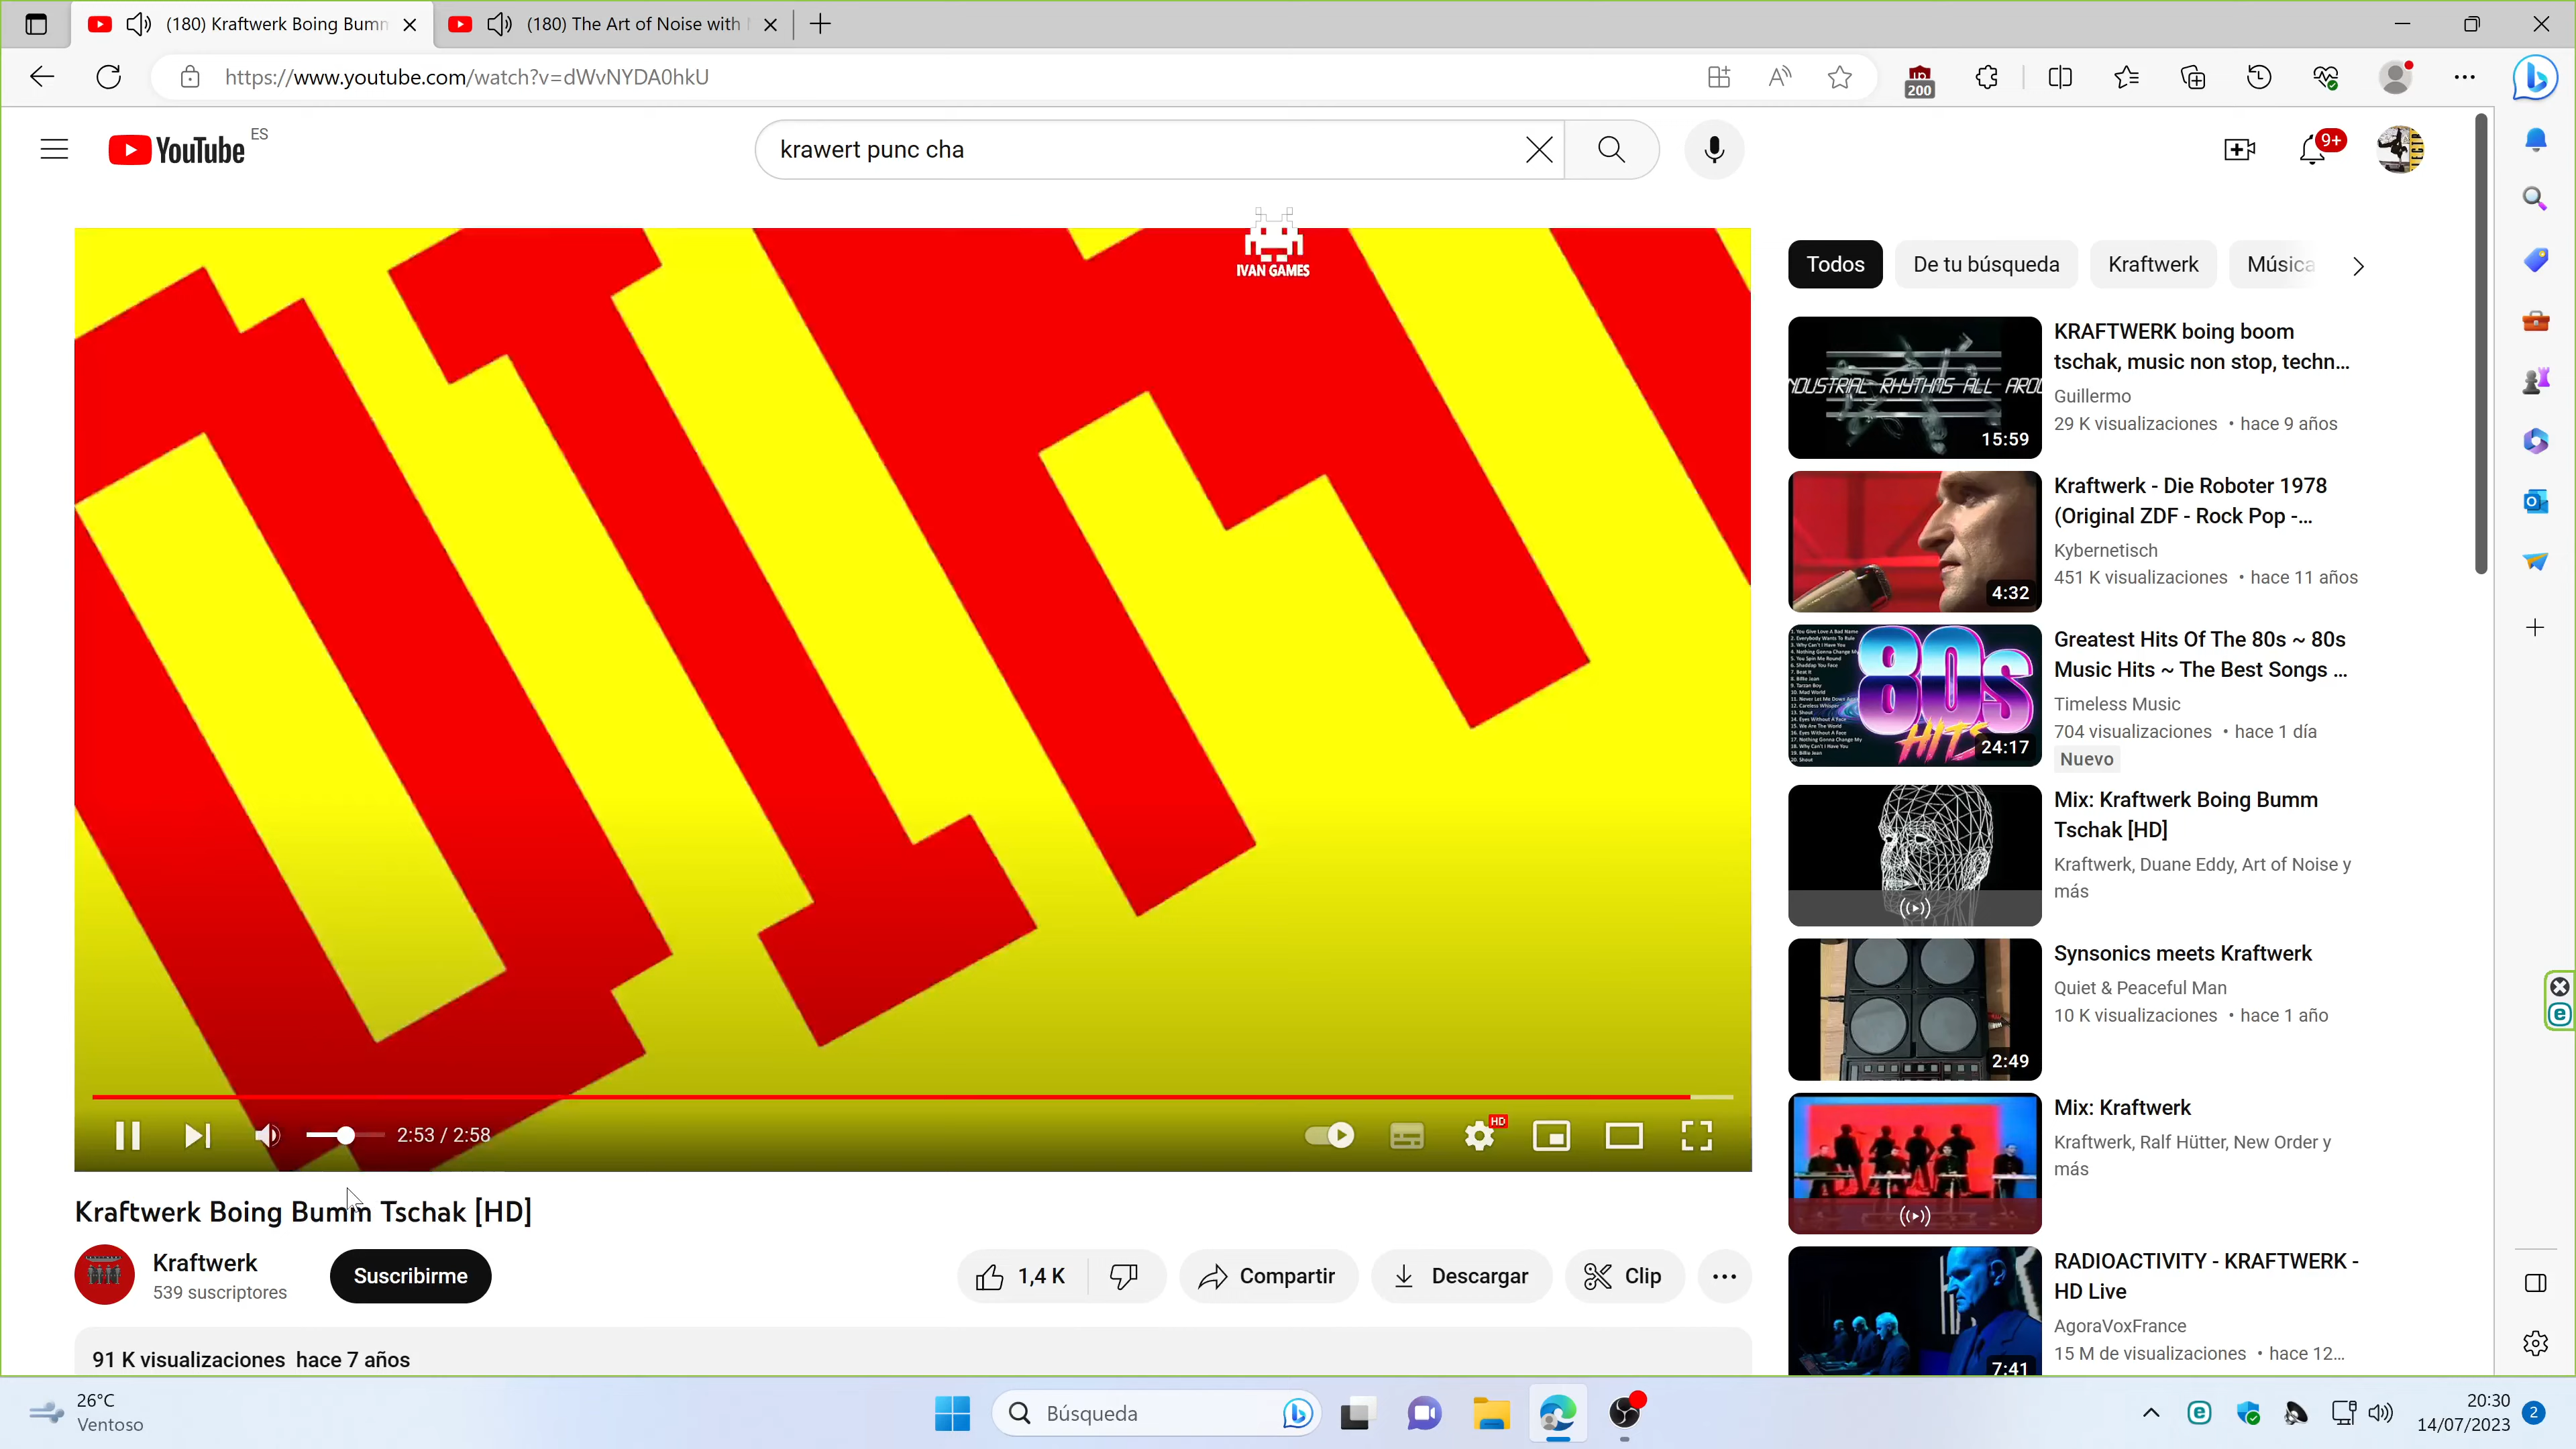 (180) Kraftwerk Boing Bum
(180) The Art of Noise with
https://www.youtube.com/watch?v=dWvNYDA0hkU
200
YouTube ES
krawert punc cha
9+
IVAN GAMES
Todos
De tu búsqueda
Kraftwerk
Música
INDUSTRIAL RHYTHMS ALL AROU
15:59
KRAFTWERK boing boom
tschak, music non stop, techn...
Guillermo
29 K visualizaciones • hace 9 años
4:32
Kraftwerk - Die Roboter 1978
(Original ZDF - Rock Pop -...
Kybernetisch
451 K visualizaciones • hace 11 años
80s
HITS
24:17
Greatest Hits Of The 80s ~ 80s
Music Hits ~ The Best Songs ...
Timeless Music
704 visualizaciones • hace 1 día
Nuevo
Mix: Kraftwerk Boing Bumm
Tschak [HD]
Kraftwerk, Duane Eddy, Art of Noise y
más
2:49
Synsonics meets Kraftwerk
Quiet & Peaceful Man
10 K visualizaciones • hace 1 año
Mix: Kraftwerk
Kraftwerk, Ralf Hütter, New Order y
más
7:41
RADIOACTIVITY - KRAFTWERK -
HD Live
AgoraVoxFrance
15 M de visualizaciones • hace 12...
2:53 / 2:58
HD
Kraftwerk Boing Bumm Tschak [HD]
Kraftwerk
539 suscriptores
Suscribirme
1,4 K
Compartir
Descargar
Clip
91 K visualizaciones hace 7 años
26°C
Ventoso
Búsqueda
20:30
14/07/2023
2